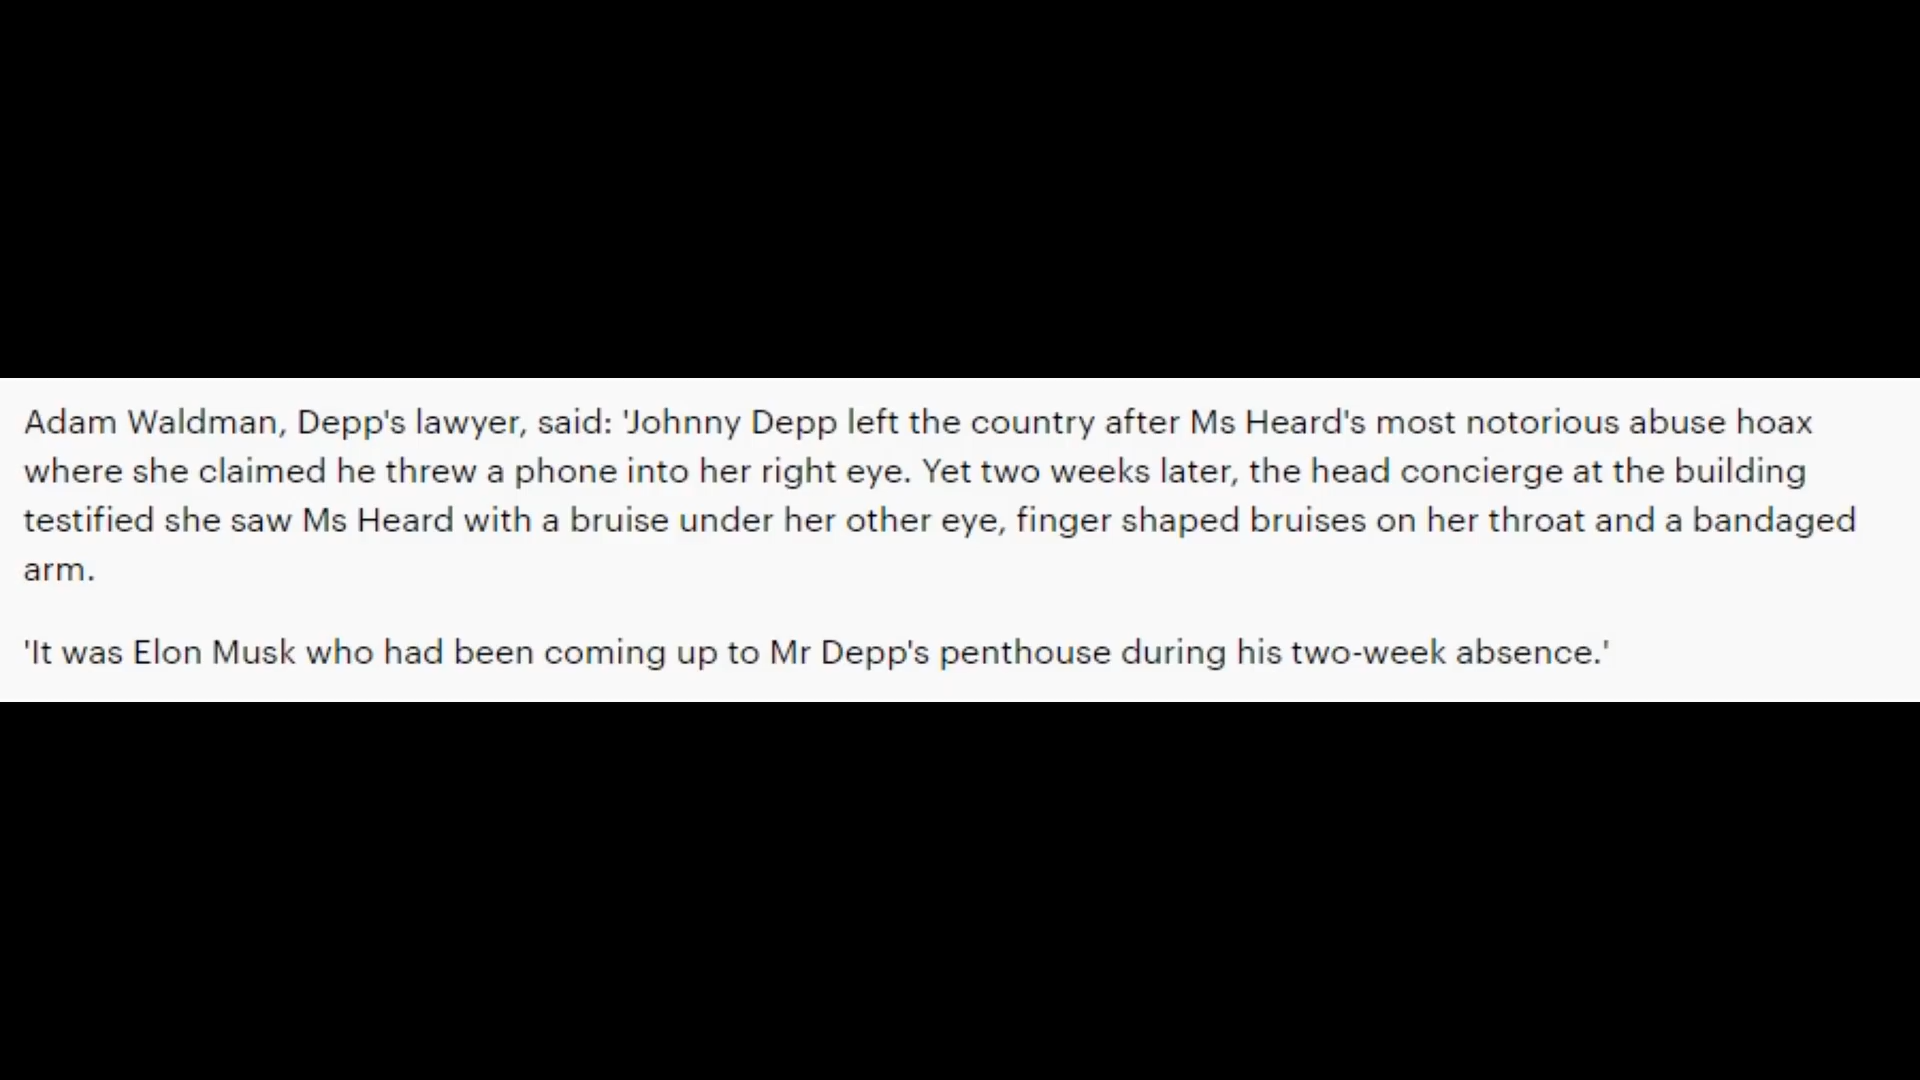 Adam Waldman, Depp's lawyer, said: 'Johnny Depp left the country after Ms Heard's most notorious abuse hoax
where she claimed he threw a phone into her right eye. Yet two weeks later, the head concierge at the building
testified she saw Ms Heard with a bruise under her other eye, finger shaped bruises on her throat and a bandaged
arm.
'It was Elon Musk who had been coming up to Mr Depp's penthouse during his two-week absence.'